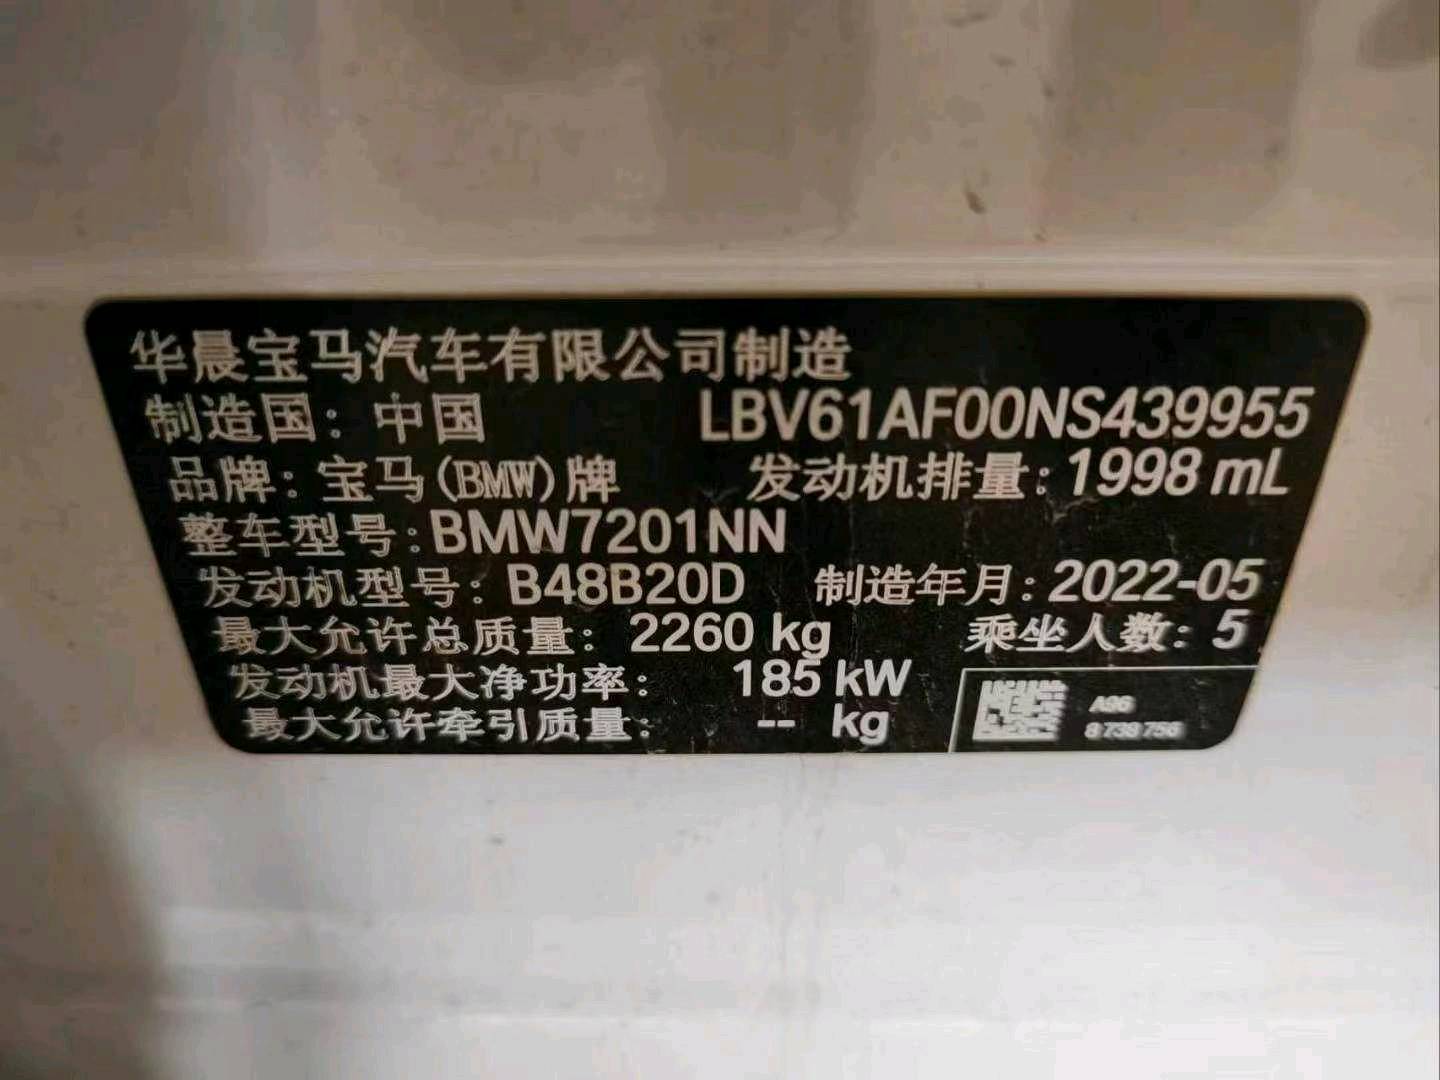 华晨宝马汽车有限公司制造
制造国：中国 LBV61AF00NS439955
品牌：宝马(BMW)牌 发动机排量：1998 mL
整车型号：BMW7201NN
发动机型号：B48B20D 制造年月：2022-05
最大允许总质量：2260 kg 乘坐人数：5
发动机最大净功率：185 kW
最大允许牵引质量：-- kg
A96
8 738 756